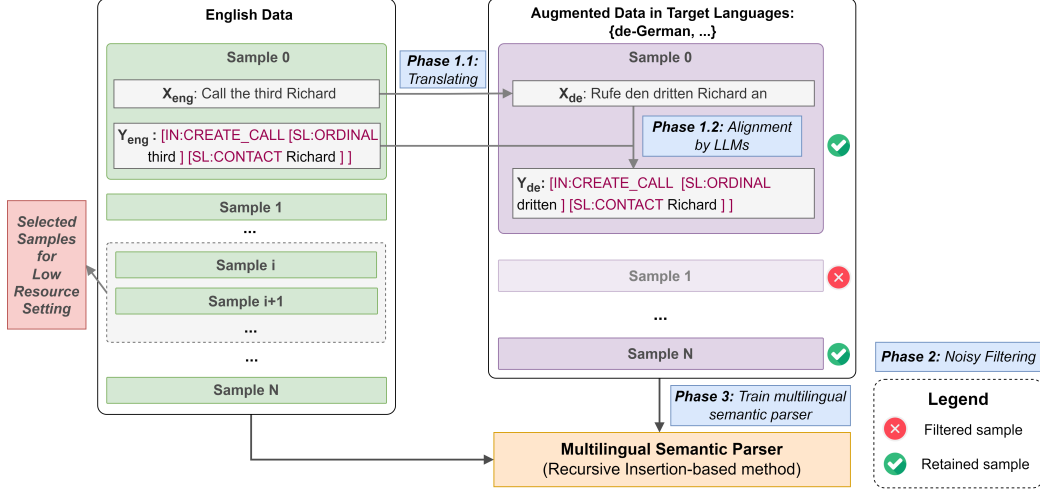 English Data
Sample 0
X_eng: Call the third Richard
Y_eng : [IN:CREATE_CALL [SL:ORDINAL
third ] [SL:CONTACT Richard ] ]
Sample 1
...
Sample i
Sample i+1
...
...
Sample N
Selected
Samples
for
Low
Resource
Setting
Phase 1.1:
Translating
Augmented Data in Target Languages:
{de-German, ...}
Sample 0
X_de: Rufe den dritten Richard an
Phase 1.2: Alignment
by LLMs
Y_de: [IN:CREATE_CALL [SL:ORDINAL
dritten ] [SL:CONTACT Richard ] ]
Sample 1
...
Sample N
Phase 2: Noisy Filtering
Phase 3: Train multilingual
semantic parser
Multilingual Semantic Parser
(Recursive Insertion-based method)
Legend
Filtered sample
Retained sample